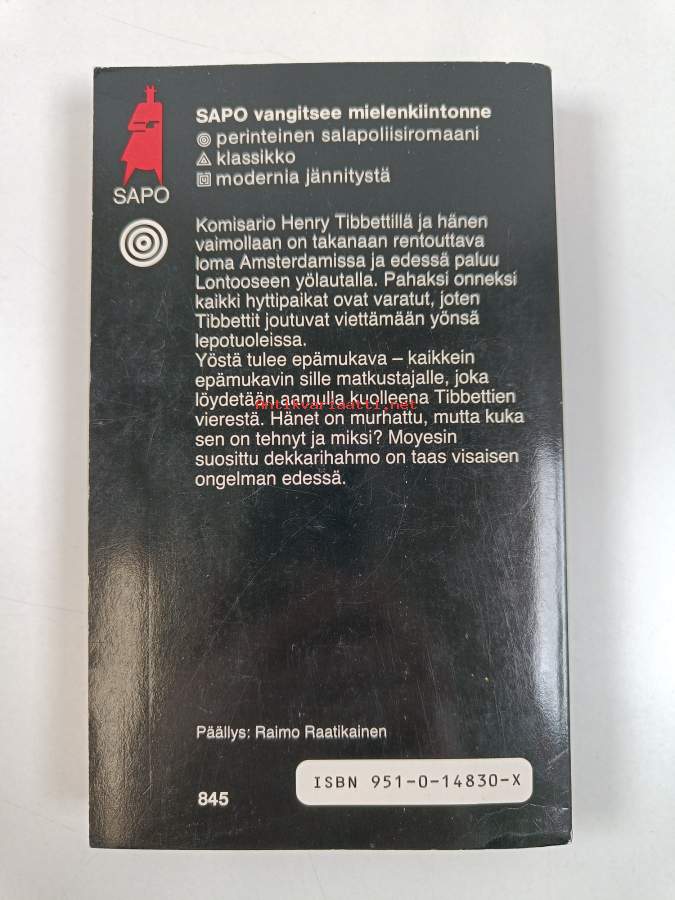 SAPO vangitsee mielenkiintonne
perinteinen salapoliisiromaani
klassikko
modernia jännitystä
SAPO
Komisario Henry Tibbettillä ja hänen
vaimollaan on takanaan rentouttava
loma Amsterdamissa ja edessä paluu
Lontooseen yölautalla. Pahaksi onneksi
kaikki hyttipaikat ovat varatut, joten
Tibbettit joutuvat viettämään yönsä
lepotuoleissa.
Yöstä tulee epämukava – kaikkein
epämukavin sille matkustajalle, joka
löydetään aamulla kuolleena Tibbettien
Antikvariaatti.net
vierestä. Hänet on murhattu, mutta kuka
sen on tehnyt ja miksi? Moyesin
suosittu dekkarihahmo on taas visaisen
ongelman edessä.
Päällys: Raimo Raatikainen
ISBN 951-0-14830-X
845